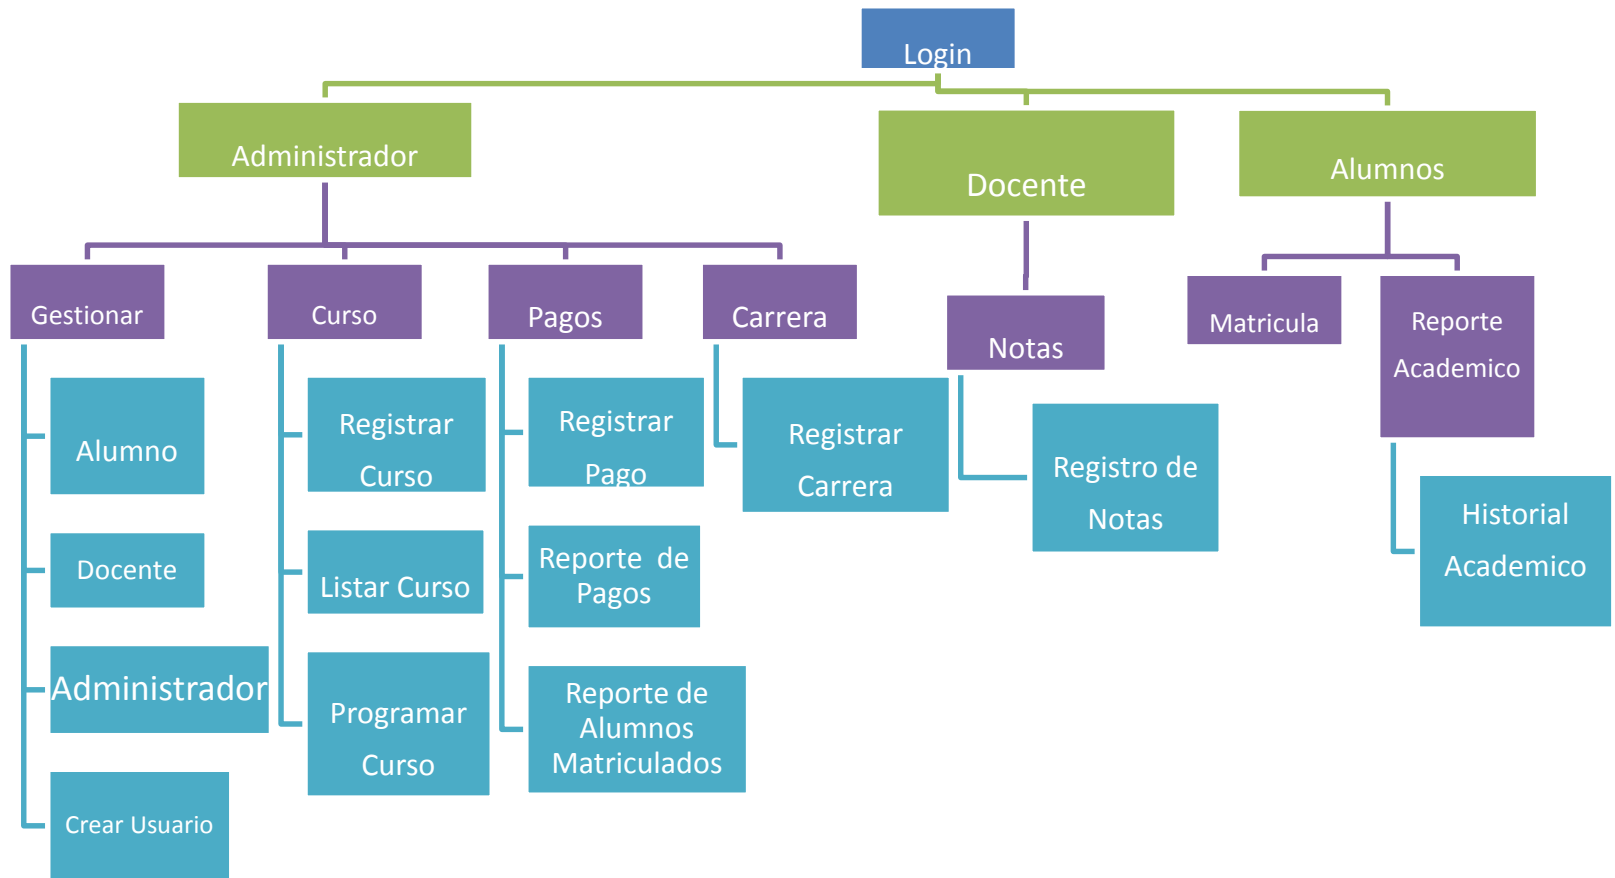 Login
Administrador
Docente
Alumnos
Gestionar
Curso
Pagos
Carrera
Notas
Matricula
Reporte
Academico
Alumno
Docente
Administrador
Crear Usuario
Registrar
Curso
Listar Curso
Programar
Curso
Registrar
Pago
Reporte de
Pagos
Reporte de
Alumnos
Matriculados
Registrar
Carrera
Registro de
Notas
Historial
Academico